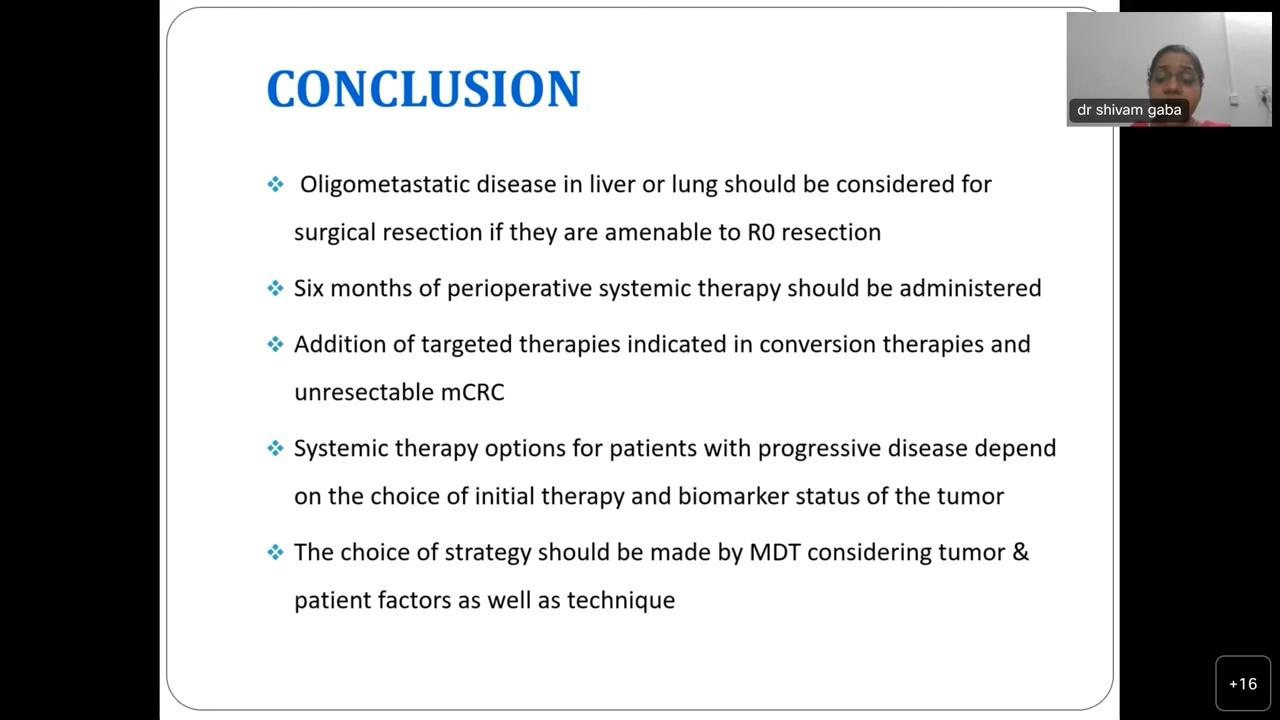 CONCLUSION
dr shivam gaba
❖ Oligometastatic disease in liver or lung should be considered for
surgical resection if they are amenable to R0 resection
❖ Six months of perioperative systemic therapy should be administered
❖ Addition of targeted therapies indicated in conversion therapies and
unresectable mCRC
❖ Systemic therapy options for patients with progressive disease depend
on the choice of initial therapy and biomarker status of the tumor
❖ The choice of strategy should be made by MDT considering tumor &
patient factors as well as technique
+16